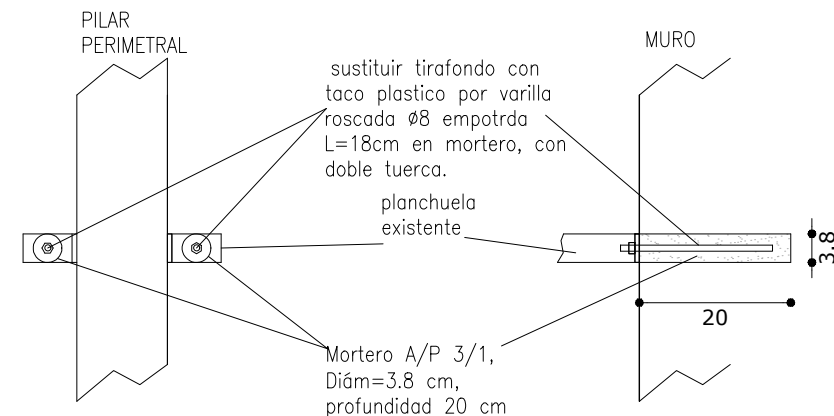 PILAR
PERIMETRAL
MURO
sustituir tirafondo con
taco plastico por varilla
roscada Ø8 empotrda
L=18cm en mortero, con
doble tuerca.
planchuela
existente
3.8
20
Mortero A/P 3/1,
Diám=3.8 cm,
profundidad 20 cm